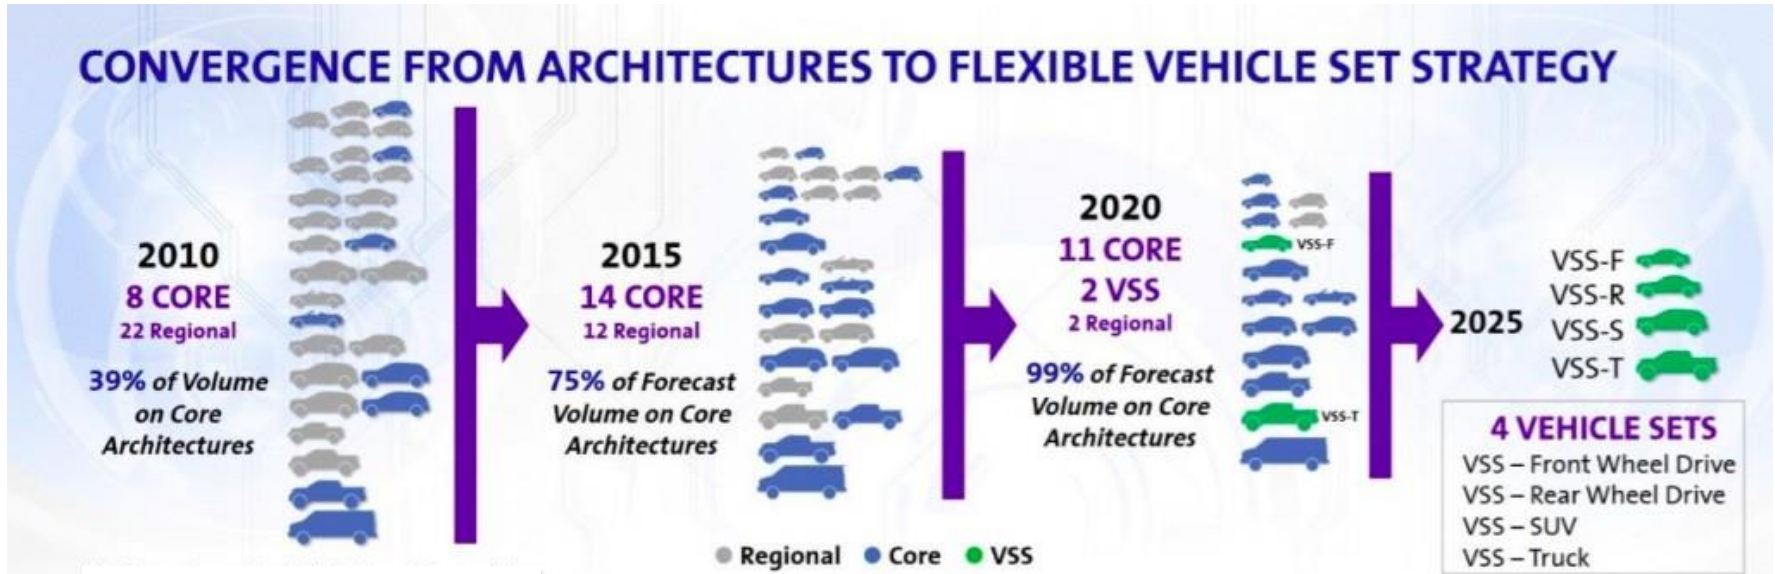 CONVERGENCE FROM ARCHITECTURES TO FLEXIBLE VEHICLE SET STRATEGY
2010
8 CORE
22 Regional
39% of Volume
on Core
Architectures
2015
14 CORE
12 Regional
75% of Forecast
Volume on Core
Architectures
2020
11 CORE
2 VSS
2 Regional
99% of Forecast
Volume on Core
Architectures
VSS-F
VSS-T
2025
VSS-F
VSS-R
VSS-S
VSS-T
4 VEHICLE SETS
VSS – Front Wheel Drive
VSS – Rear Wheel Drive
VSS – SUV
VSS – Truck
Regional Core VSS